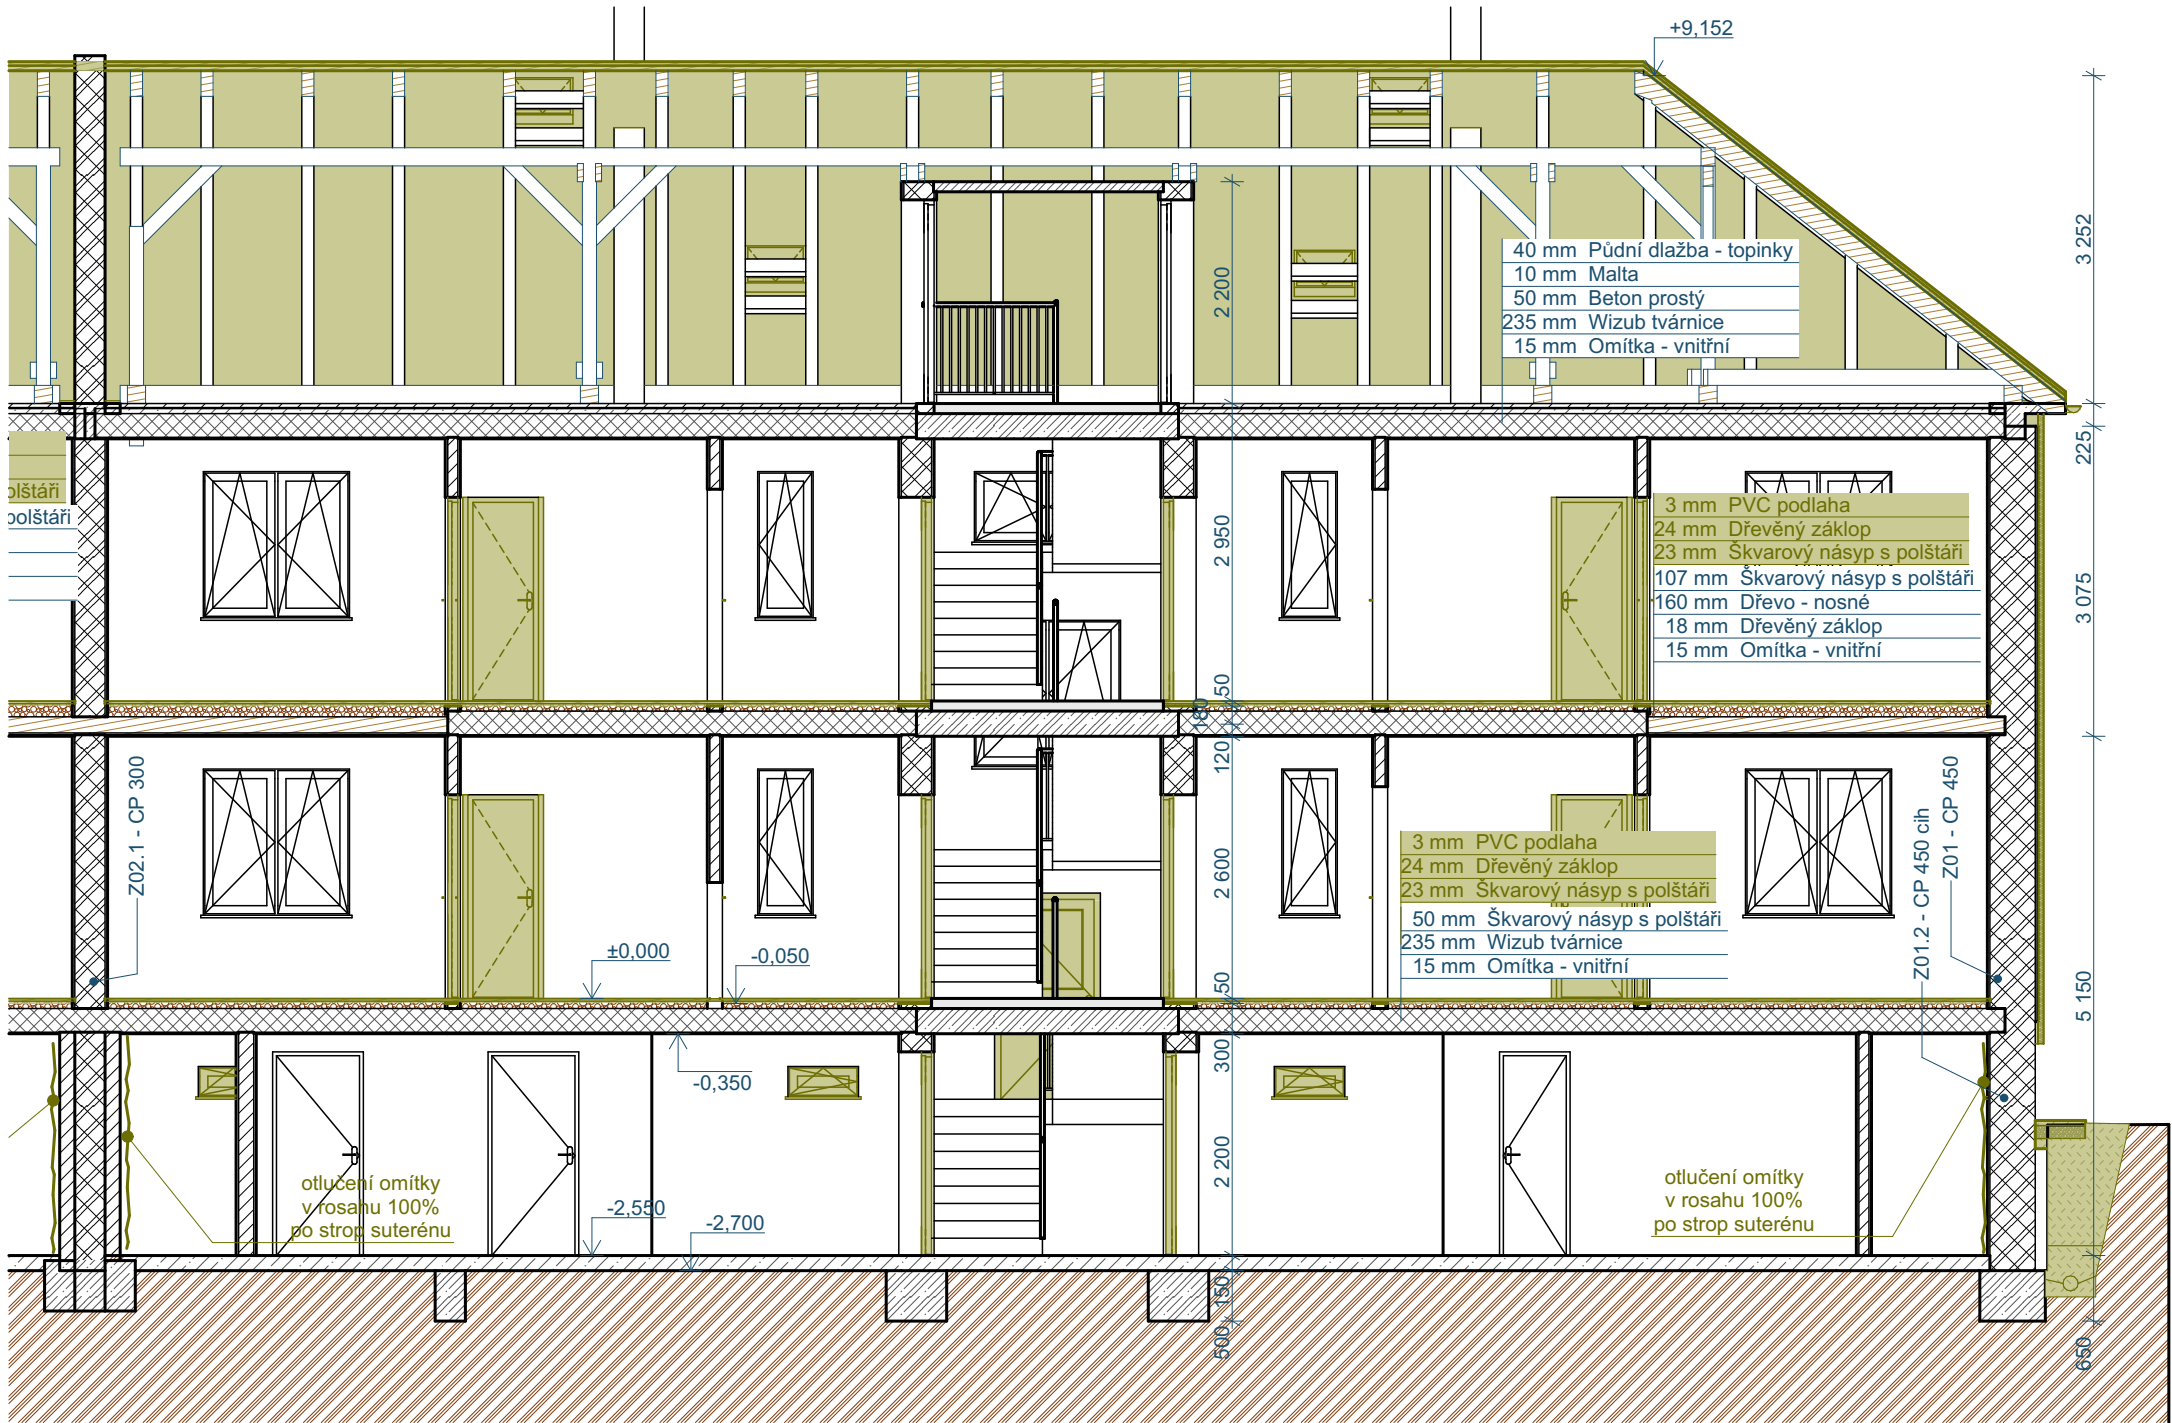 +9,152
3 252
2 200
40 mm Půdní dlažba - topinky
10 mm Malta
50 mm Beton prostý
235 mm Wizub tvárnice
15 mm Omítka - vnitřní
225
olštáři
polštáři
2 950
3 mm PVC podlaha
24 mm Dřevěný záklop
23 mm Škvarový násyp s polštáři
107 mm Škvarový násyp s polštáři
160 mm Dřevo - nosné
18 mm Dřevěný záklop
15 mm Omítka - vnitřní
3 075
50
180
120
Z02.1 - CP 300
2 600
3 mm PVC podlaha
24 mm Dřevěný záklop
23 mm Škvarový násyp s polštáři
50 mm Škvarový násyp s polštáři
235 mm Wizub tvárnice
15 mm Omítka - vnitřní
Z01.2 - CP 450 cih
Z01 - CP 450
±0,000
-0,050
50
5 150
300
-0,350
2 200
otlučení omítky
v rosahu 100%
po strop suterénu
-2,550
-2,700
otlučení omítky
v rosahu 100%
po strop suterénu
150
500
650